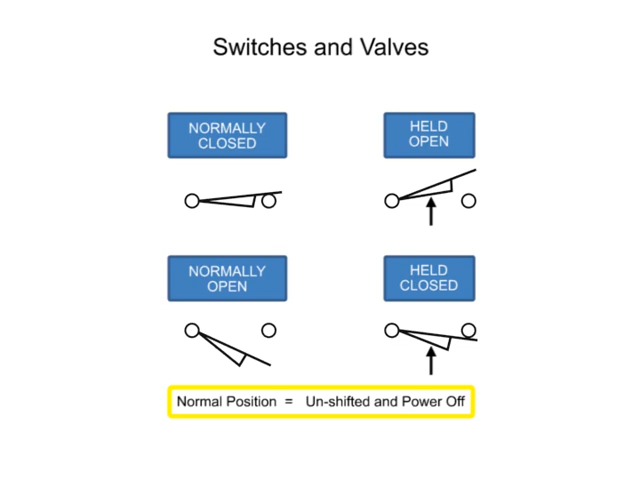 Switches and Valves
NORMALLY
CLOSED
HELD
OPEN
NORMALLY
OPEN
HELD
CLOSED
Normal Position = Un-shifted and Power Off